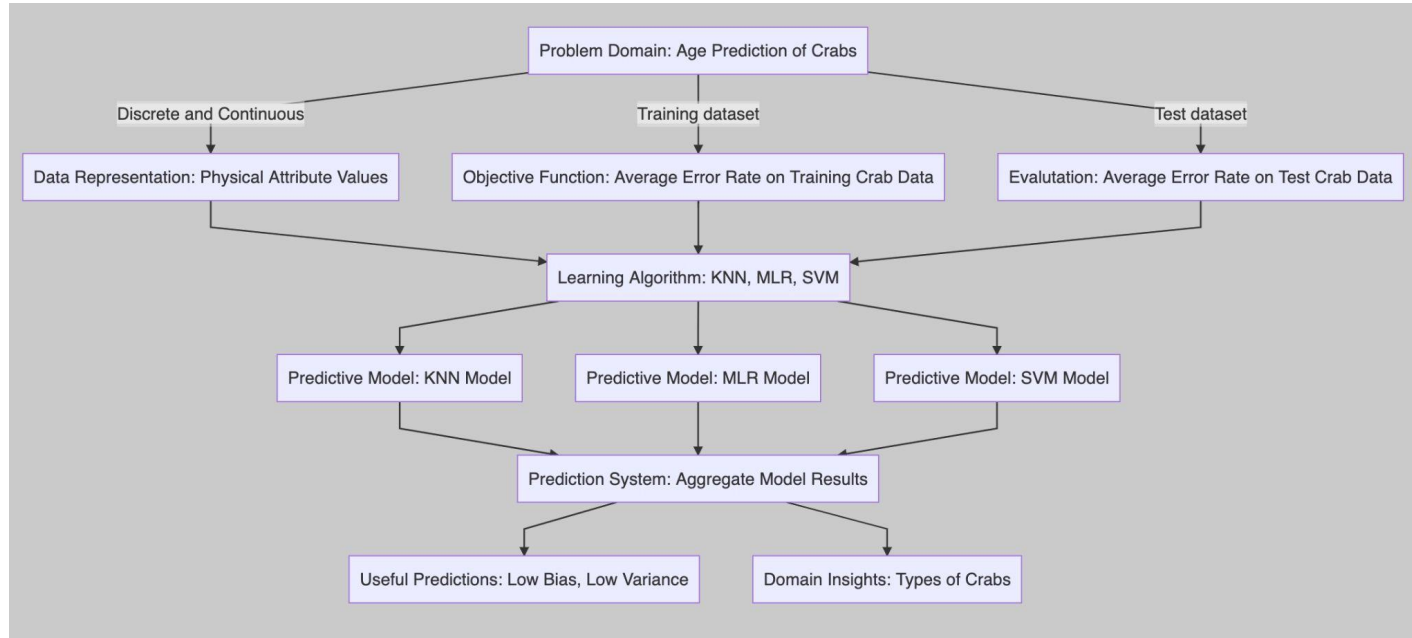 Problem Domain: Age Prediction of Crabs
Discrete and Continuous
Training dataset
Test dataset
Data Representation: Physical Attribute Values
Objective Function: Average Error Rate on Training Crab Data
Evalutation: Average Error Rate on Test Crab Data
Learning Algorithm: KNN, MLR, SVM
Predictive Model: KNN Model
Predictive Model: MLR Model
Predictive Model: SVM Model
Prediction System: Aggregate Model Results
Useful Predictions: Low Bias, Low Variance
Domain Insights: Types of Crabs